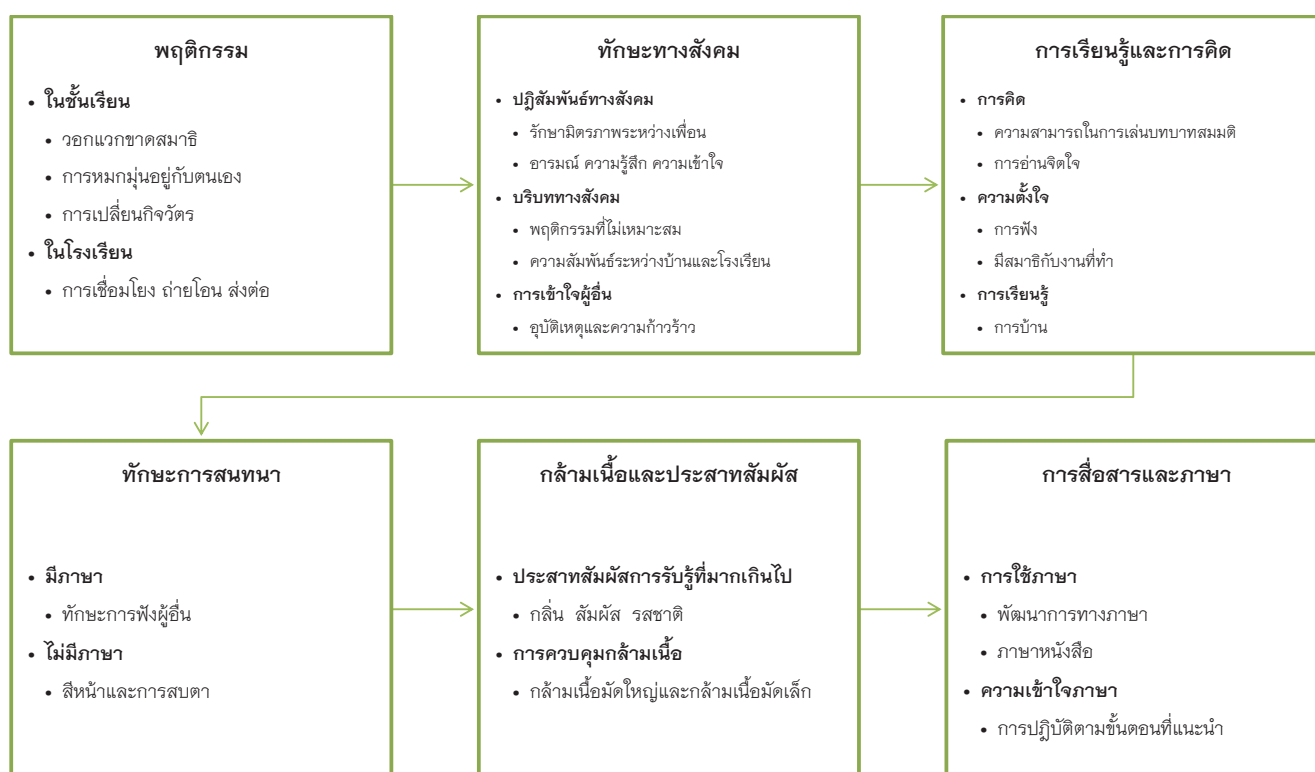 พฤติกรรม
• ในชั้นเรียน
• วอกแวกขาดสมาธิ
• การหมกมุ่นอยู่กับตนเอง
• การเปลี่ยนกิจวัตร
• ในโรงเรียน
• การเชื่อมโยง ถ่ายโอน ส่งต่อ
ทักษะทางสังคม
• ปฎิสัมพันธ์ทางสังคม
• รักษามิตรภาพระหว่างเพื่อน
• อารมณ์ ความรู้สึก ความเข้าใจ
• บริบททางสังคม
• พฤติกรรมที่ไม่เหมาะสม
• ความสัมพันธ์ระหว่างบ้านและโรงเรียน
• การเข้าใจผู้อื่น
• อุบัติเหตุและความก้าวร้าว
การเรียนรู้และการคิด
• การคิด
• ความสามารถในการเล่นบทบาทสมมติ
• การอ่านจิตใจ
• ความตั้งใจ
• การฟัง
• มีสมาธิกับงานที่ทำ
• การเรียนรู้
• การบ้าน
ทักษะการสนทนา
• มีภาษา
• ทักษะการฟังผู้อื่น
• ไม่มีภาษา
• สีหน้าและการสบตา
กล้ามเนื้อและประสาทสัมผัส
• ประสาทสัมผัสการรับรู้ที่มากเกินไป
• กลิ่น สัมผัส รสชาติ
• การควบคุมกล้ามเนื้อ
• กล้ามเนื้อมัดใหญ่และกล้ามเนื้อมัดเล็ก
การสื่อสารและภาษา
• การใช้ภาษา
• พัฒนาการทางภาษา
• ภาษาหนังสือ
• ความเข้าใจภาษา
• การปฎิบัติตามขั้นตอนที่แนะนำ